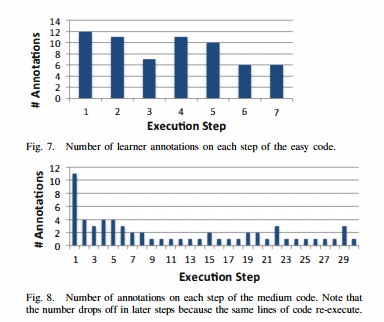 14
12
10
8
6
4
2
0
# Annotations
1 2 3 4 5 6 7
Execution Step
Fig. 7. Number of learner annotations on each step of the easy code.
12
10
8
6
4
2
0
# Annotations
1 3 5 7 9 11 13 15 17 19 21 23 25 27 29
Execution Step
Fig. 8. Number of annotations on each step of the medium code. Note that
the number drops off in later steps because the same lines of code re-execute.